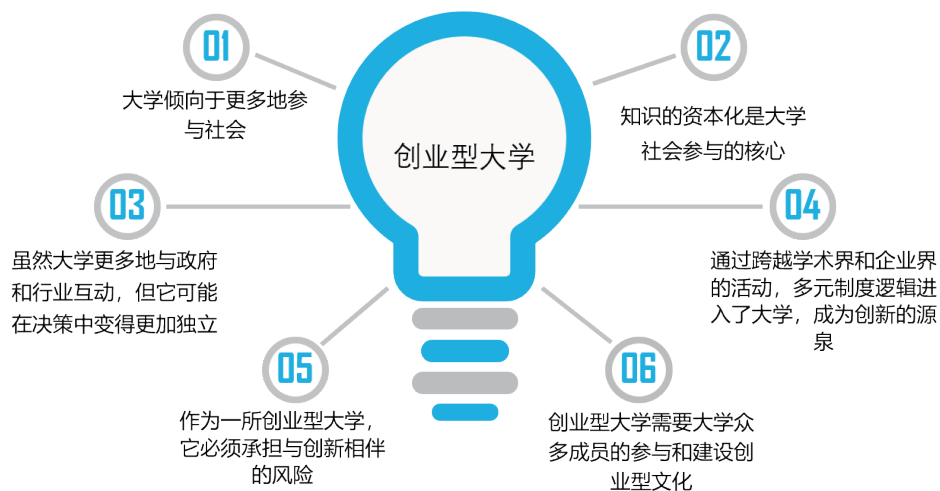 01
大学倾向于更多地参
与社会
02
知识的资本化是大学
社会参与的核心
创业型大学
03
虽然大学更多地与政府
和行业互动，但它可能
在决策中变得更加独立
04
通过跨越学术界和企业界
的活动，多元制度逻辑进
入了大学，成为创新的源
泉
05
作为一所创业型大学，
它必须承担与创新相伴
的风险
06
创业型大学需要大学众
多成员的参与和建设创
业型文化